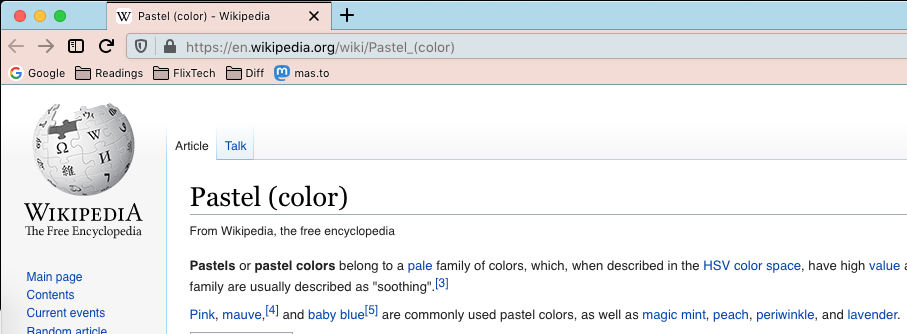 Pastel (color) - Wikipedia
https://en.wikipedia.org/wiki/Pastel_(color)
Google Readings FlixTech Diff mas.to
Article Talk
WIKIPEDIA
The Free Encyclopedia
Main page
Contents
Current events
Random article
Pastel (color)
From Wikipedia, the free encyclopedia
Pastels or pastel colors belong to a pale family of colors, which, when described in the HSV color space, have high value a
family are usually described as "soothing".[3]
Pink, mauve,[4] and baby blue[5] are commonly used pastel colors, as well as magic mint, peach, periwinkle, and lavender.